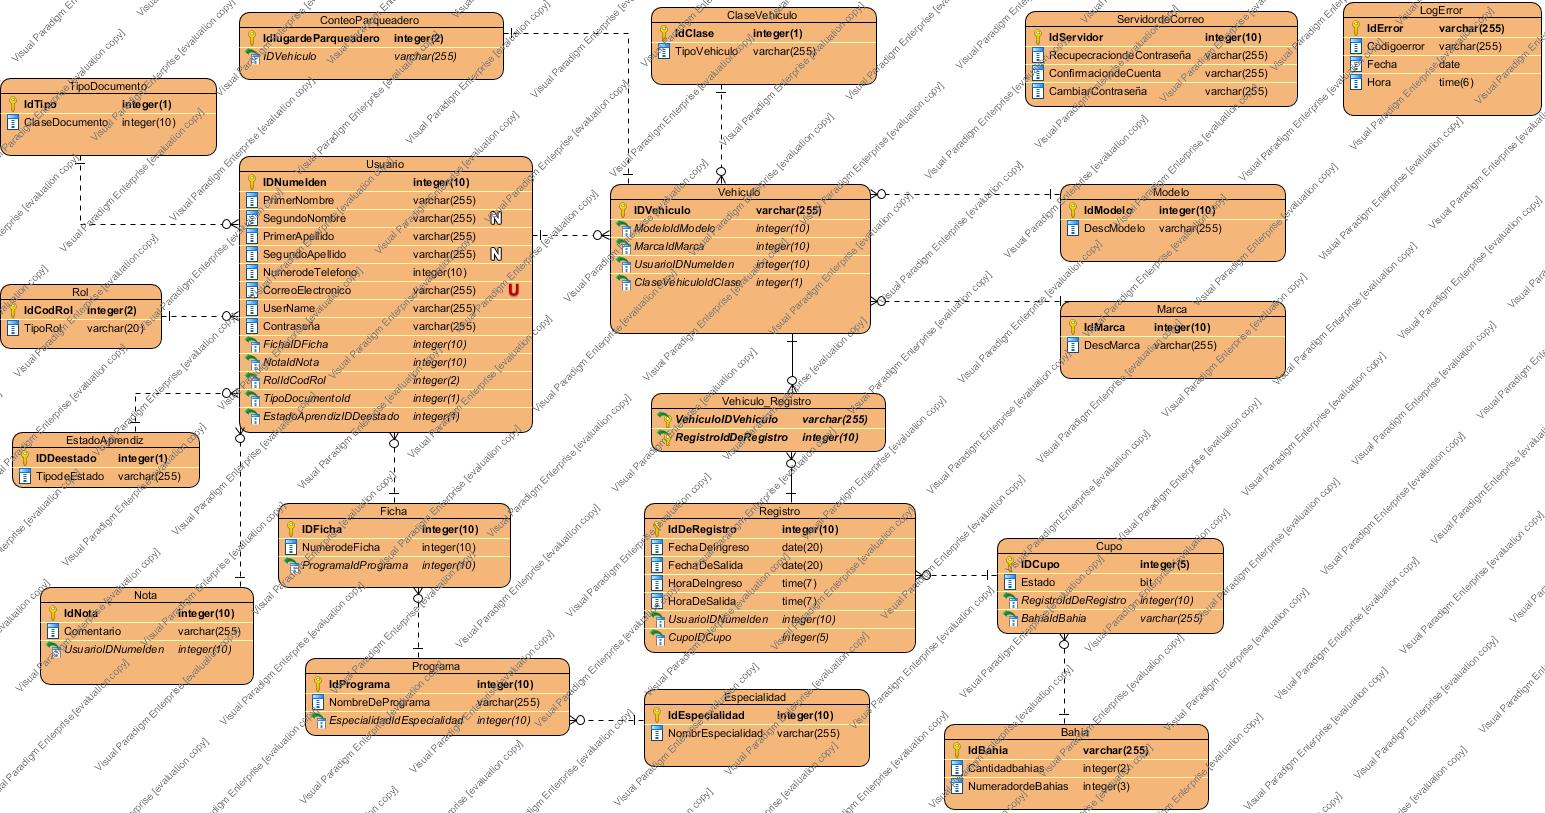 ConteoParqueadero
IdlugardeParqueadero integer(2)
IDVehiculo varchar(255)
ClaseVehiculo
IdClase integer(1)
TipoVehiculo varchar(255)
ServidordeCorreo
IdServidor integer(10)
RecupecraciondeContraseña varchar(255)
ConfirmaciondeCuenta varchar(255)
CambiarContraseña varchar(255)
LogError
IdError varchar(255)
Codigoerror varchar(255)
Fecha date
Hora time(6)
TipoDocumento
IdTipo integer(1)
ClaseDocumento integer(10)
Usuario
IDNumeIden integer(10)
PrimerNombre varchar(255)
SegundoNombre varchar(255) N
PrimerApellido varchar(255)
SegundoApellido varchar(255) N
NumerodeTelefono integer(10)
CorreoElectronico varchar(255) U
UserName varchar(255)
Contraseña varchar(255)
FichaIDFicha integer(10)
NotaIdNota integer(10)
RolIdCodRol integer(2)
TipoDocumentoId integer(1)
EstadoAprendizIDDeestado integer(1)
Vehiculo
IDVehiculo varchar(255)
ModeloIdModelo integer(10)
MarcaIdMarca integer(10)
UsuarioIDNumeIden integer(10)
ClaseVehiculoIdClase integer(1)
Modelo
IdModelo integer(10)
DescModelo varchar(255)
Rol
IdCodRol integer(2)
TipoRol varchar(20)
Marca
IdMarca integer(10)
DescMarca varchar(255)
Vehiculo_Registro
VehiculoIDVehiculo varchar(255)
RegistroIdDeRegistro integer(10)
EstadoAprendiz
IDDeestado integer(1)
TipodeEstado varchar(255)
Ficha
IDFicha integer(10)
NumerodeFicha integer(10)
ProgramaIdPrograma integer(10)
Registro
IdDeRegistro integer(10)
FechaDeIngreso date(20)
FechaDeSalida date(20)
HoraDeIngreso time(7)
HoraDeSalida time(7)
UsuarioIDNumeIden integer(10)
CupoIDCupo integer(5)
Cupo
IDCupo integer(5)
Estado bit
RegistroIdDeRegistro integer(10)
BahiaIdBahia varchar(255)
Nota
IdNota integer(10)
Comentario varchar(255)
UsuarioIDNumeIden integer(10)
Programa
IdPrograma integer(10)
NombreDePrograma varchar(255)
EspecialidadIdEspecialidad integer(10)
Especialidad
IdEspecialidad integer(10)
NombrEspecialidad varchar(255)
Bahia
IdBahia varchar(255)
Cantidadbahias integer(2)
NumeradordeBahias integer(3)
Visual Paradigm Enterprise [evaluation copy]